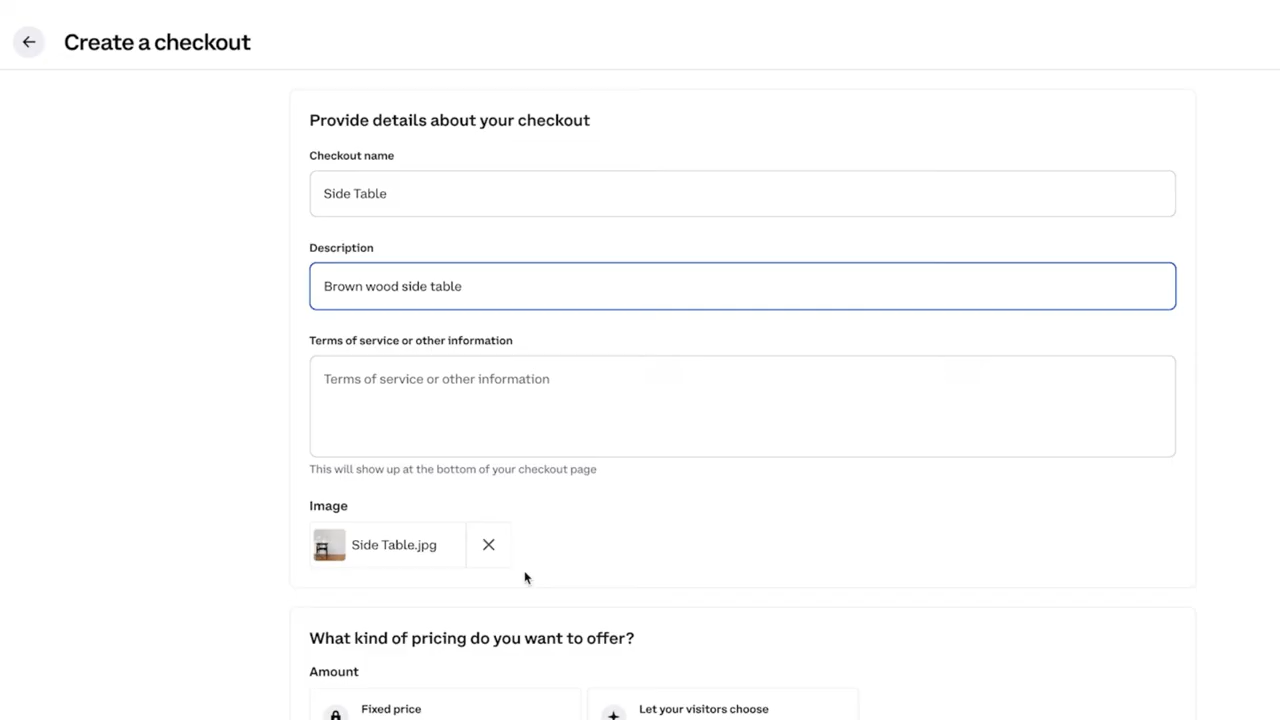 Create a checkout
Provide details about your checkout
Checkout name
Side Table
Description
Brown wood side table
Terms of service or other information
Terms of service or other information
This will show up at the bottom of your checkout page
Image
Side Table.jpg
What kind of pricing do you want to offer?
Amount
Fixed price
Let your visitors choose